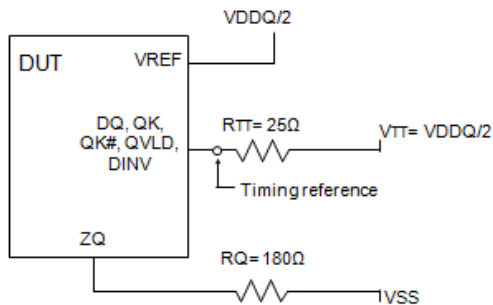 VDDQ/2
DUT
VREF
DQ, QK,
QK#, QVLD,
DINV
RTT= 25Ω
VTT= VDDQ/2
Timing reference
ZQ
RQ= 180Ω
VSS